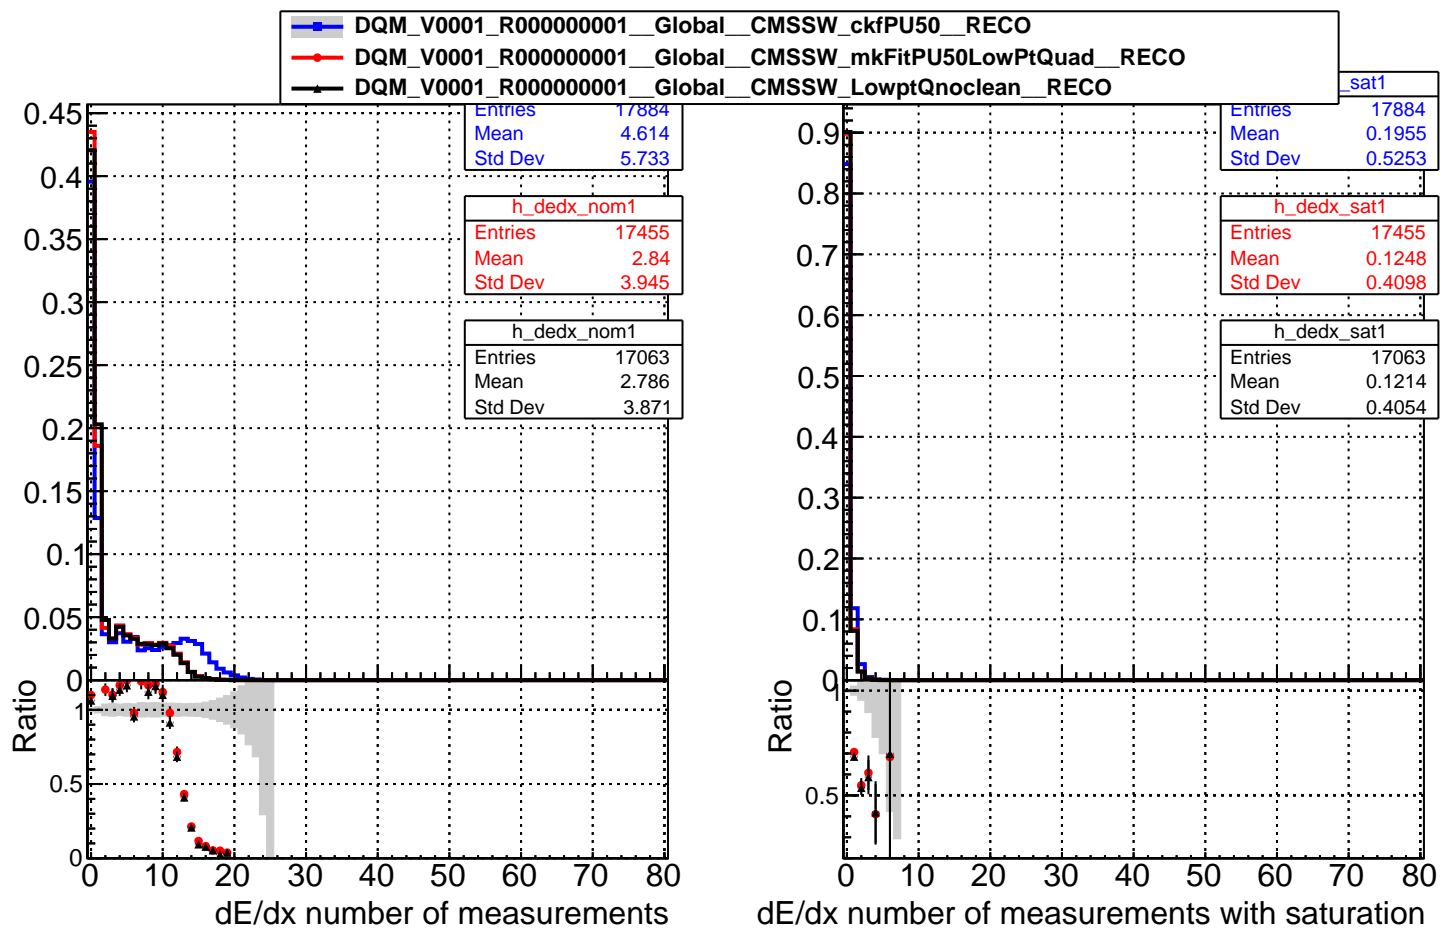 DQM_V0001_R000000001__Global__CMSSW_ckfPU50__RECO
DQM_V0001_R000000001__Global__CMSSW_mkFitPU50LowPtQuad__RECO
DQM_V0001_R000000001__Global__CMSSW_LowptQnoclean__RECO
Entries 17884
Mean 4.614
Std Dev 5.733
h_dedx_nom1
Entries 17455
Mean 2.84
Std Dev 3.945
h_dedx_nom1
Entries 17063
Mean 2.786
Std Dev 3.871
0.45
0.4
0.35
0.3
0.25
0.2
0.15
0.1
0.05
0
Ratio
1
0.5
0
0 10 20 30 40 50 60 70 80
dE/dx number of measurements
_sat1
Entries 17884
Mean 0.1955
Std Dev 0.5253
h_dedx_sat1
Entries 17455
Mean 0.1248
Std Dev 0.4098
h_dedx_sat1
Entries 17063
Mean 0.1214
Std Dev 0.4054
0.9
0.8
0.7
0.6
0.5
0.4
0.3
0.2
0.1
Ratio
0.5
0 10 20 30 40 50 60 70 80
dE/dx number of measurements with saturation